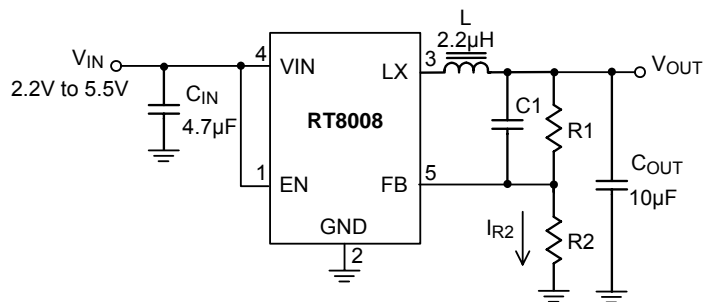 L
2.2µH
VIN
2.2V to 5.5V
CIN
4.7µF
4
VIN
LX
3
VOUT
C1
R1
RT8008
1
EN
FB
5
COUT
10µF
GND
2
IR2
R2